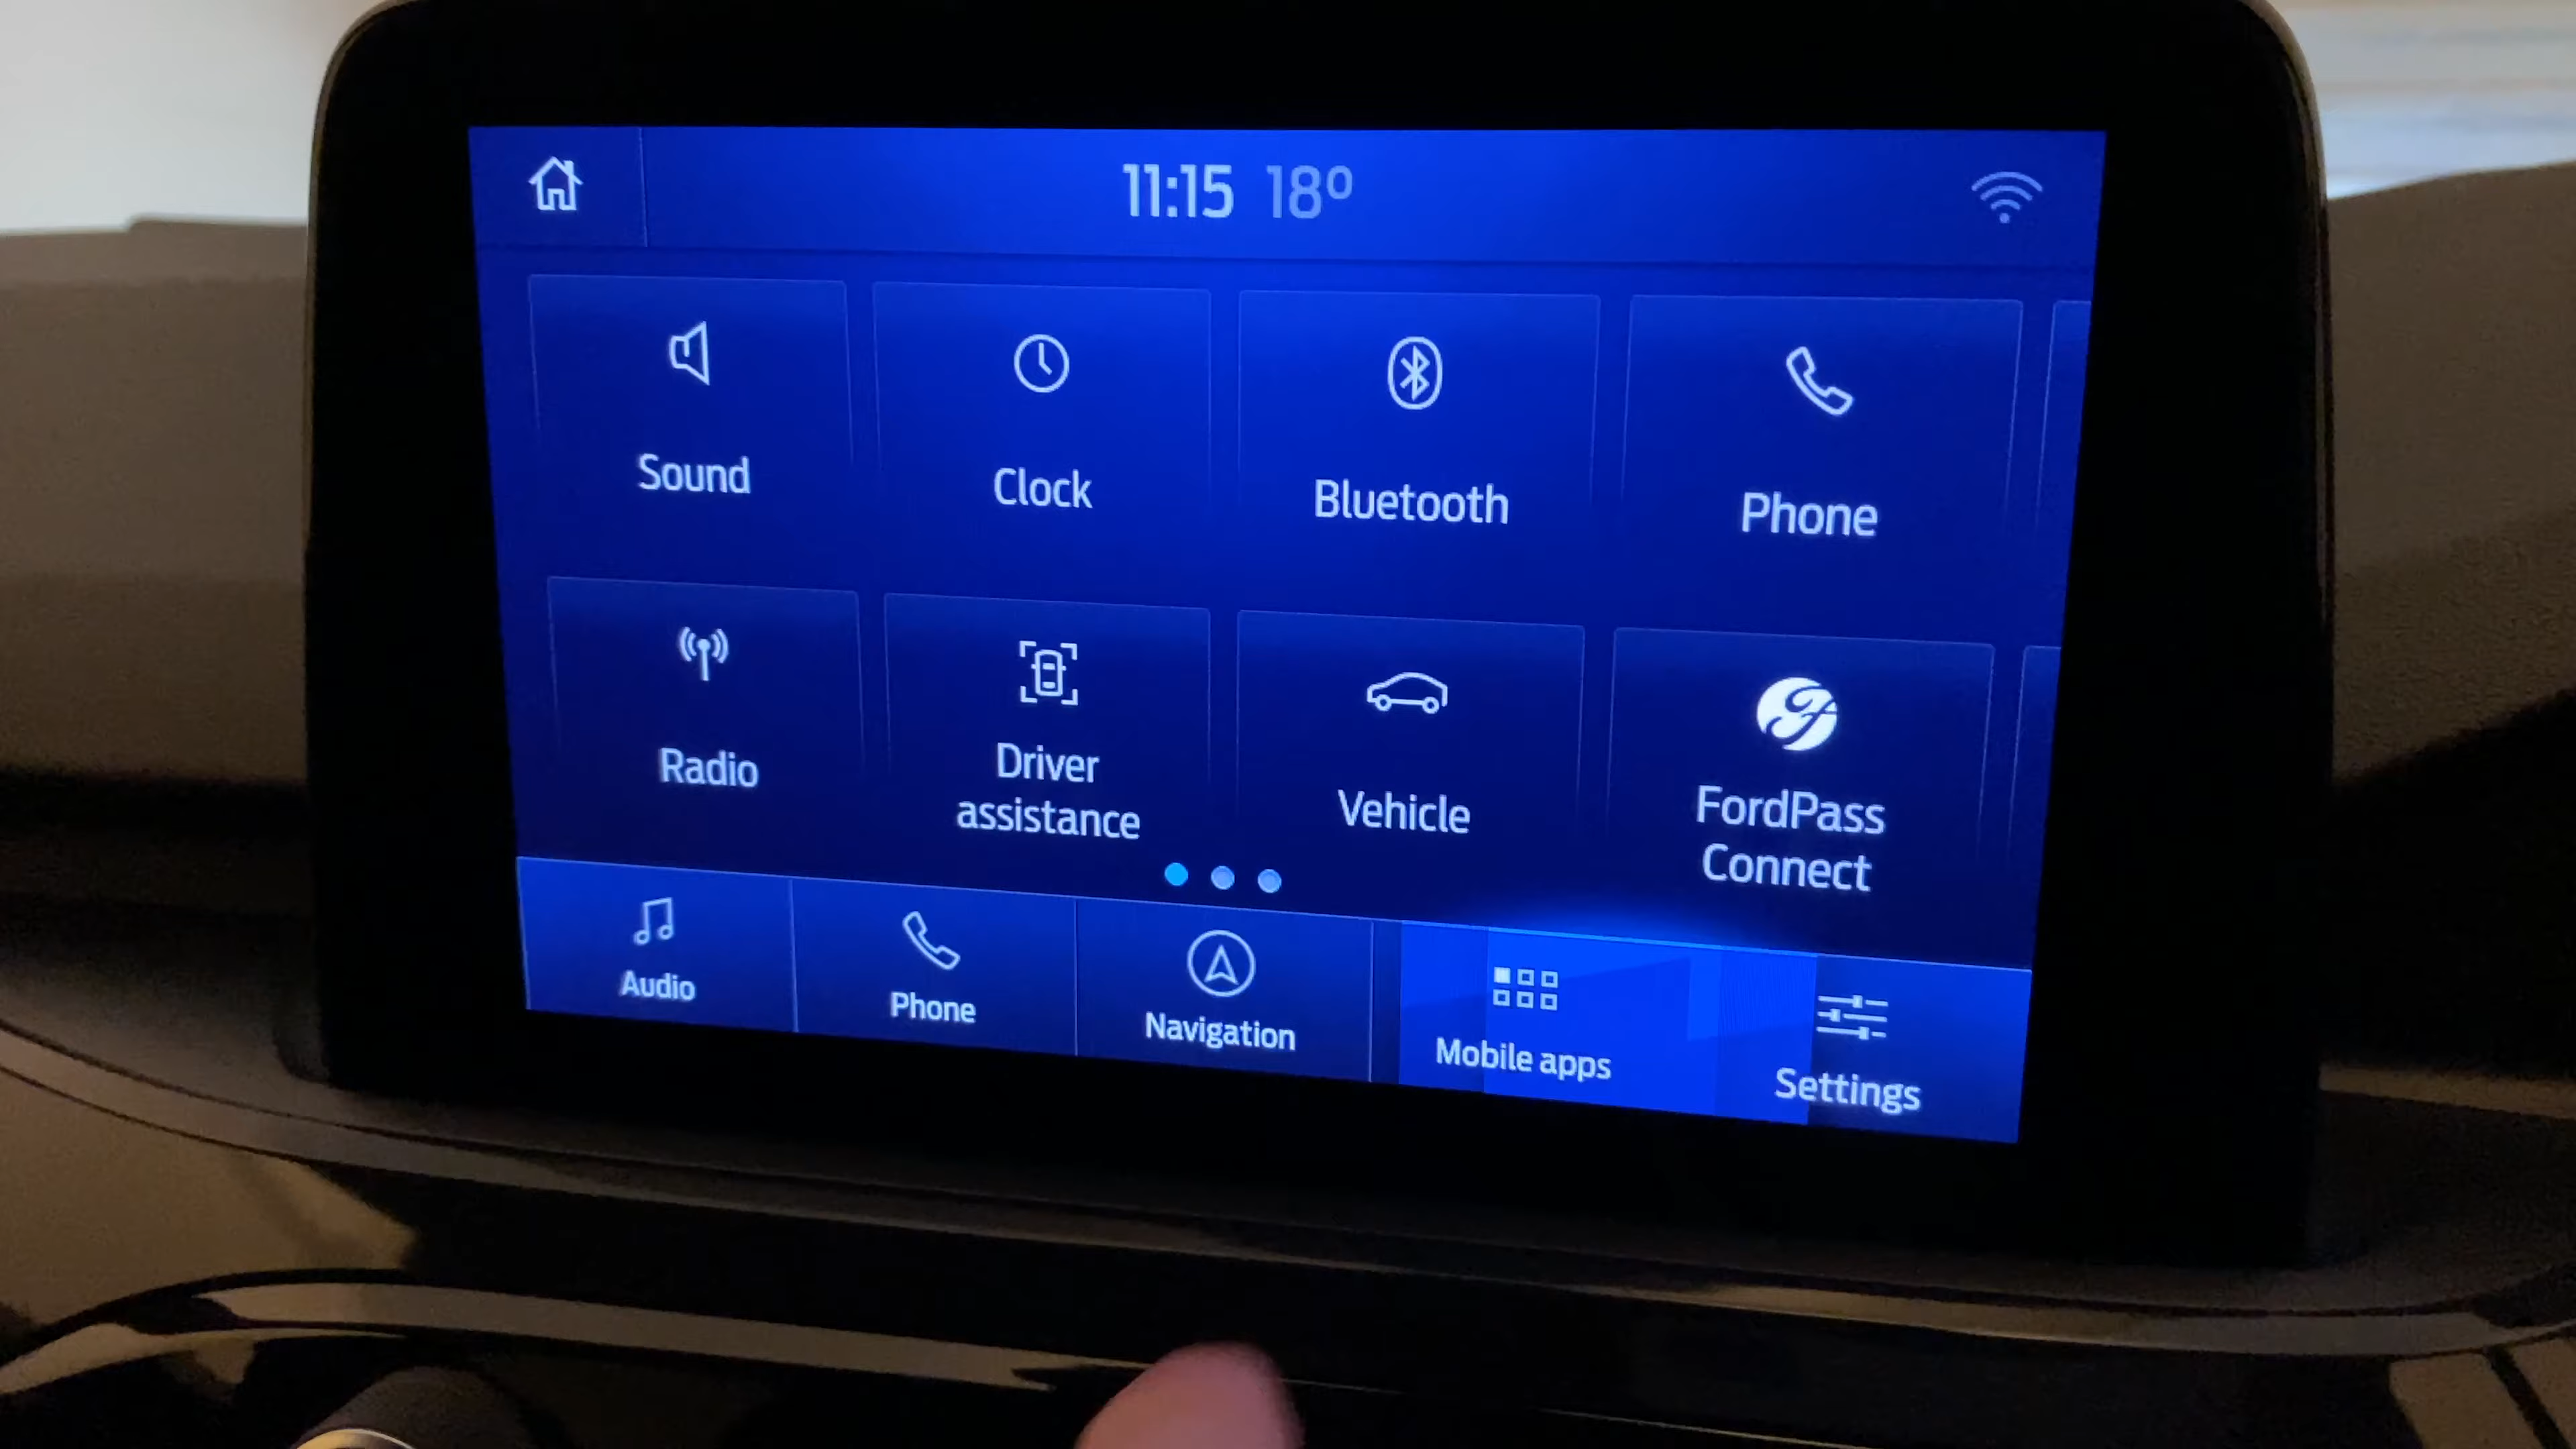 11:15 18°
Sound
Clock
Bluetooth
Phone
Radio
Driver
assistance
Vehicle
FordPass
Connect
Audio
Phone
Navigation
Mobile apps
Settings